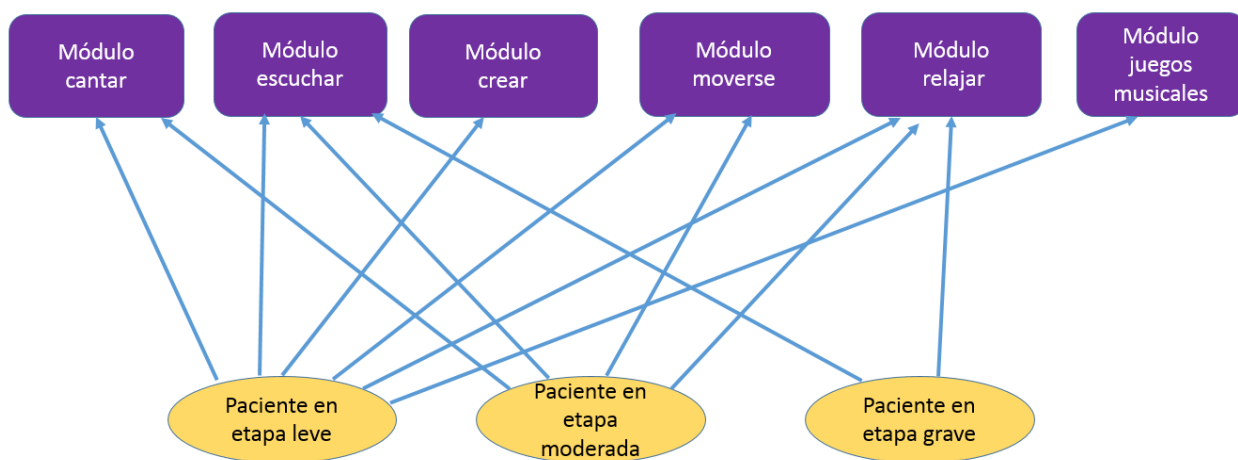 Módulo
cantar
Módulo
escuchar
Módulo
crear
Módulo
moverse
Módulo
relajar
Módulo
juegos
musicales
Paciente en
etapa leve
Paciente en
etapa
moderada
Paciente en
etapa grave